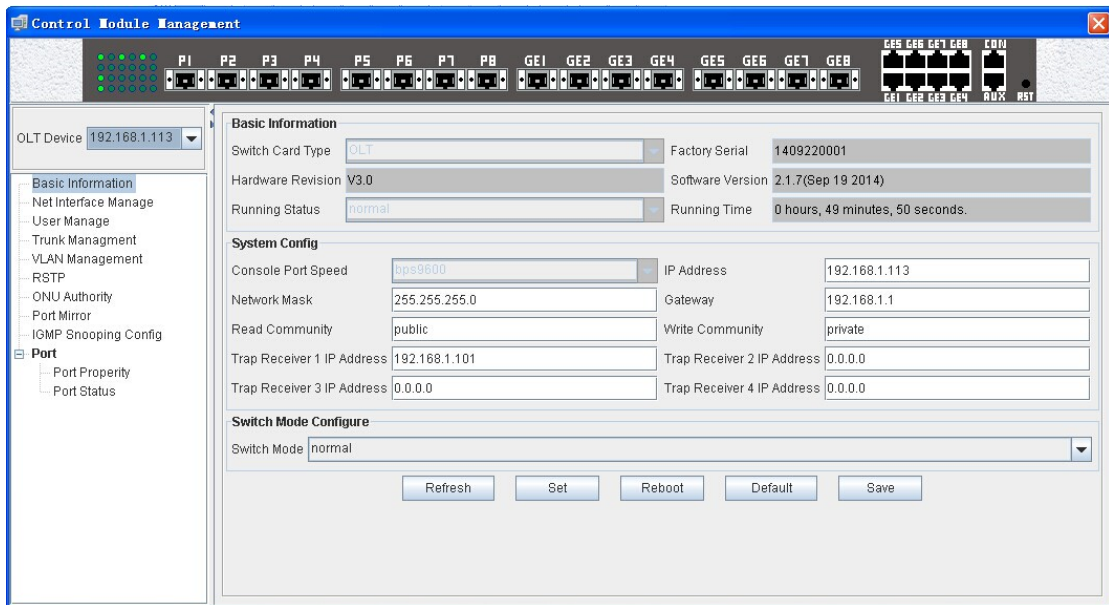 Control Module Management
GE5 GE6 GE7 GE8 CON
P1 P2 P3 P4 P5 P6 P7 P8 GE1 GE2 GE3 GE4 GE5 GE6 GE7 GE8
GE1 GE2 GE3 GE4 AUX RST
OLT Device 192.168.1.113
Basic Information
Net Interface Manage
User Manage
Trunk Managment
VLAN Management
RSTP
ONU Authority
Port Mirror
IGMP Snooping Config
Port
Port Properity
Port Status
Basic Information
Switch Card Type OLT Factory Serial 1409220001
Hardware Revision V3.0 Software Version 2.1.7(Sep 19 2014)
Running Status normal Running Time 0 hours, 49 minutes, 50 seconds.
System Config
Console Port Speed bps9600 IP Address 192.168.1.113
Network Mask 255.255.255.0 Gateway 192.168.1.1
Read Community public Write Community private
Trap Receiver 1 IP Address 192.168.1.101 Trap Receiver 2 IP Address 0.0.0.0
Trap Receiver 3 IP Address 0.0.0.0 Trap Receiver 4 IP Address 0.0.0.0
Switch Mode Configure
Switch Mode normal
Refresh Set Reboot Default Save